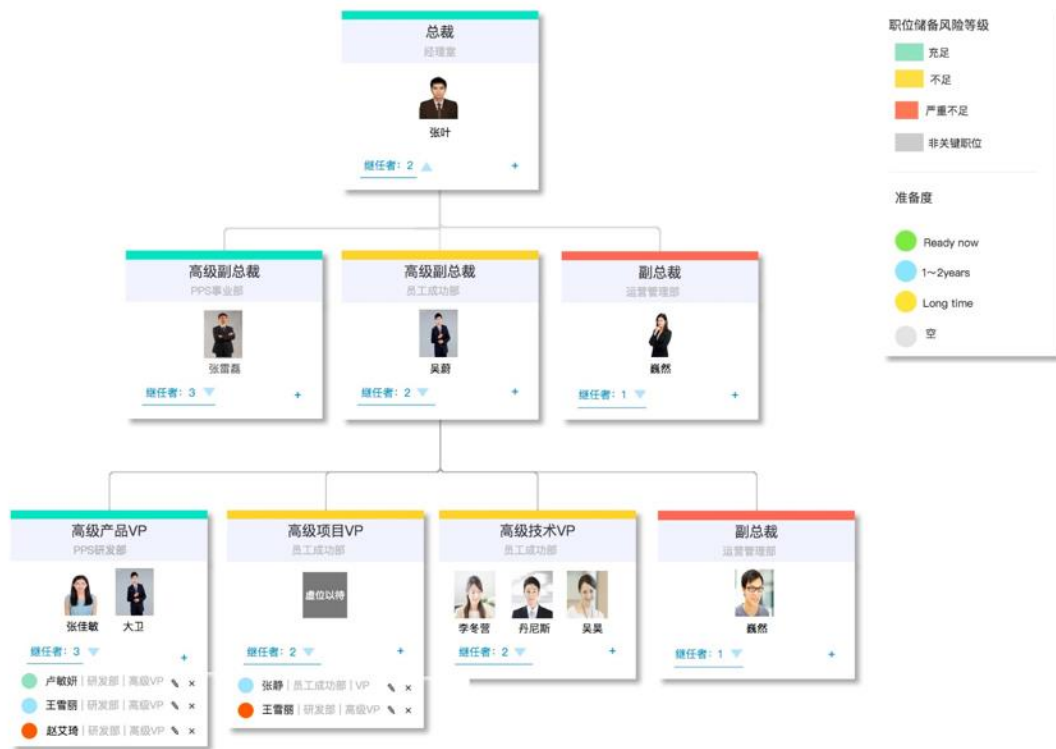 总裁
经理室
张叶
继任者：2
+
职位储备风险等级
充足
不足
严重不足
非关键职位
准备度
Ready now
1～2years
Long time
空
高级副总裁
PPS事业部
张雷磊
继任者：3
+
高级副总裁
员工成功部
吴蔚
继任者：2
+
副总裁
运营管理部
巍然
继任者：1
+
高级产品VP
PPS研发部
张佳敏
大卫
继任者：3
+
卢敏妍 | 研发部 | 高级VP ×
王雪丽 | 研发部 | 高级VP ×
赵艾琦 | 研发部 | 高级VP ×
高级项目VP
员工成功部
虚位以待
继任者：2
+
张静 | 员工成功部 | VP ×
王雪丽 | 研发部 | 高级VP ×
高级技术VP
员工成功部
李冬营
丹尼斯
吴昊
继任者：2
+
副总裁
运营管理部
巍然
继任者：1
+